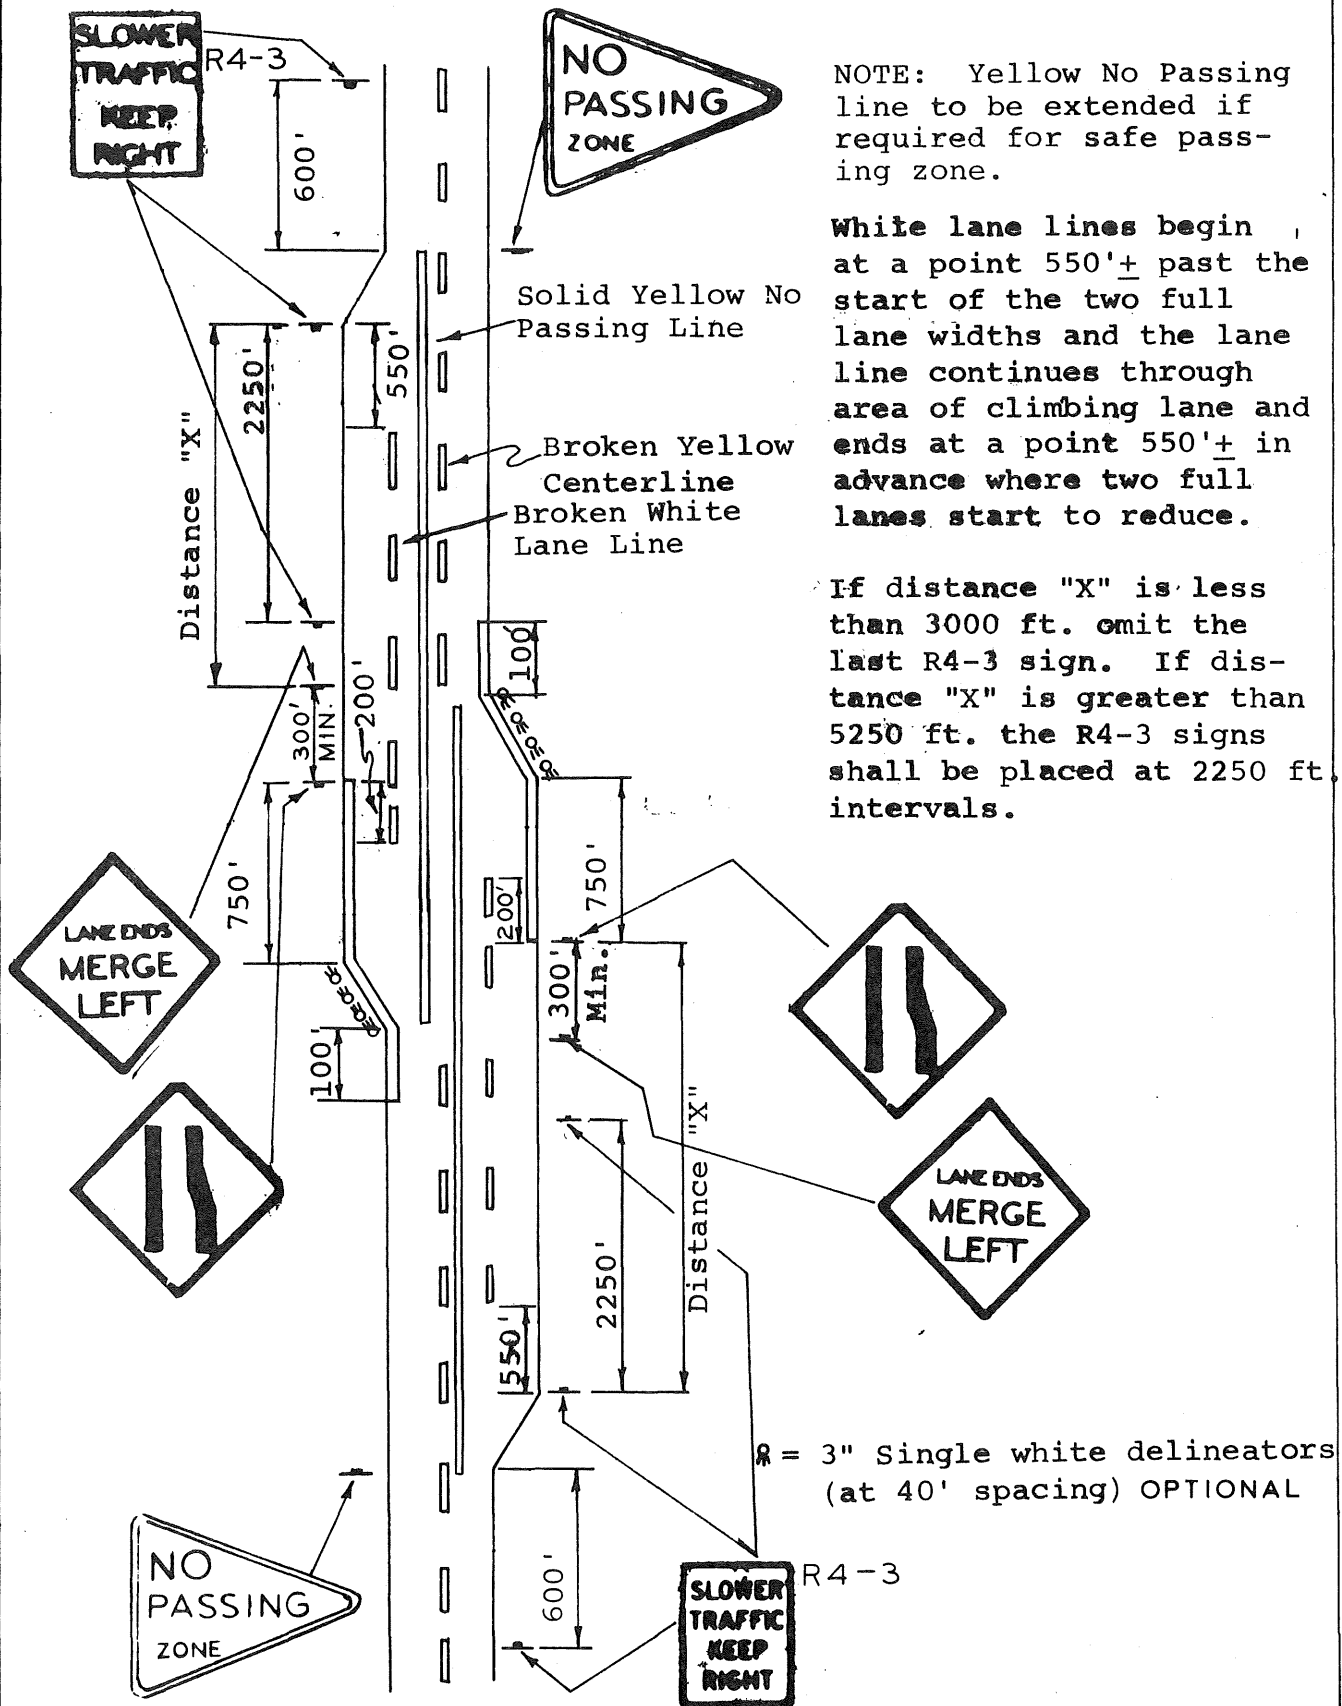 SLOWER
TRAFFIC
KEEP
RIGHT
R4-3
NO
PASSING
ZONE
NOTE: Yellow No Passing
line to be extended if
required for safe pass-
ing zone.
600'
White lane lines begin
at a point 550'± past the
start of the two full
lane widths and the lane
line continues through
area of climbing lane and
ends at a point 550'± in
advance where two full
lanes start to reduce.
Solid Yellow No
Passing Line
550'
2250'
Distance "X"
Broken Yellow
Centerline
Broken White
Lane Line
If distance "X" is less
than 3000 ft. omit the
last R4-3 sign. If dis-
tance "X" is greater than
5250 ft. the R4-3 signs
shall be placed at 2250 ft.
intervals.
100'
200'
300'
MIN.
750'
750'
200'
300'
Min.
LANE ENDS
MERGE
LEFT
100'
Distance "X"
2250'
LANE ENDS
MERGE
LEFT
550'
= 3" Single white delineators
(at 40' spacing) OPTIONAL
NO
PASSING
ZONE
600'
SLOWER
TRAFFIC
KEEP
RIGHT
R4-3